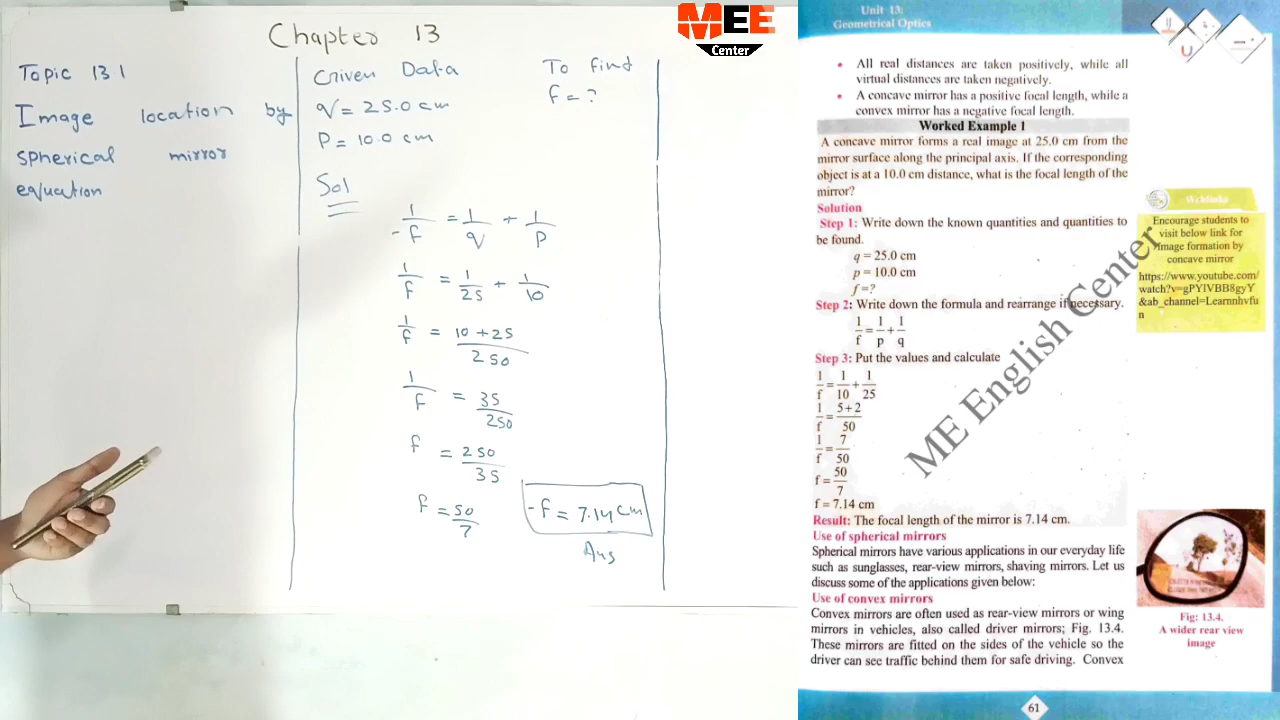 Chapter 13
MEE
Center
Topic 13.1
Image location by
spherical mirror
equation
Given Data
q = 25.0 cm
P = 10.0 cm
To find
f = ?
Sol
1/f = 1/q + 1/p
1/f = 1/25 + 1/10
1/f = 10+25/250
1/f = 35/250
f = 250/35
f = 50/7
-f = 7.14 cm
Ans
Unit 13:
Geometrical Optics
• All real distances are taken positively, while all
virtual distances are taken negatively.
• A concave mirror has a positive focal length, while a
convex mirror has a negative focal length.
Worked Example 1
A concave mirror forms a real image at 25.0 cm from the
mirror surface along the principal axis. If the corresponding
object is at a 10.0 cm distance, what is the focal length of the
mirror?
Solution
Step 1: Write down the known quantities and quantities to
be found.
q = 25.0 cm
p = 10.0 cm
f =?
Step 2: Write down the formula and rearrange if necessary.
1/f = 1/p + 1/q
Step 3: Put the values and calculate
1/f = 1/10 + 1/25
1/f = 5+2/50
1/f = 7/50
f = 50/7
f = 7.14 cm
Result: The focal length of the mirror is 7.14 cm.
Use of spherical mirrors
Spherical mirrors have various applications in our everyday life
such as sunglasses, rear-view mirrors, shaving mirrors. Let us
discuss some of the applications given below:
Use of convex mirrors
Convex mirrors are often used as rear-view mirrors or wing
mirrors in vehicles, also called driver mirrors; Fig. 13.4.
These mirrors are fitted on the sides of the vehicle so the
driver can see traffic behind them for safe driving. Convex
ME English Center
Weblinks
Encourage students to
visit below link for
image formation by
concave mirror
https://www.youtube.com/
watch?v=gPYlVBB8gyY
&ab_channel=Learnnhvfu
n
Fig: 13.4.
A wider rear view
image
61